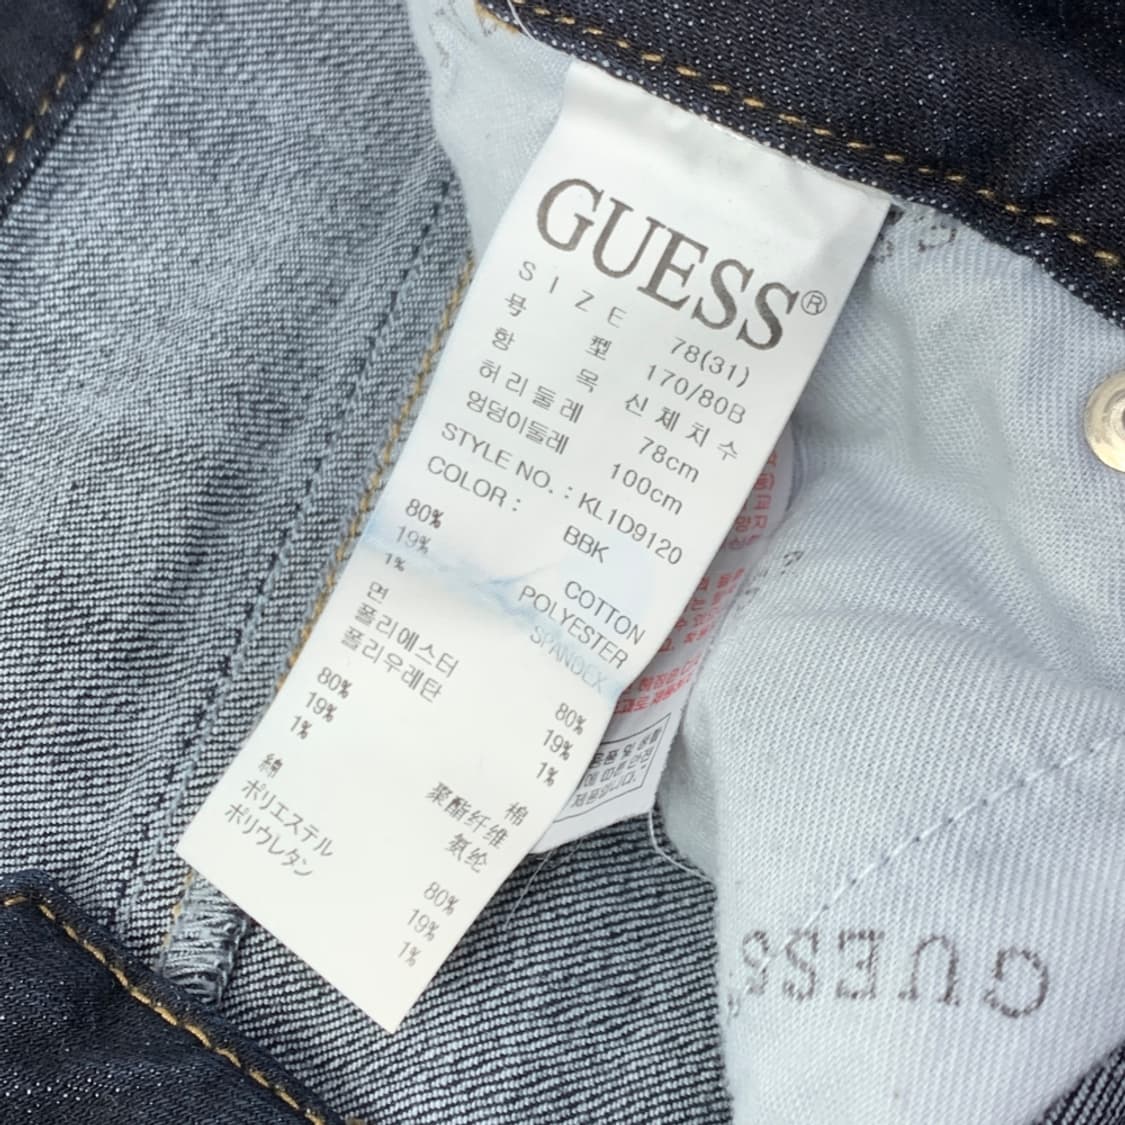 GUESS®
SIZE 78(31)
号 型 170/80B
항 목 신체치수
허리둘레 78cm
엉덩이둘레 100cm
STYLE NO. : KL1D9120
COLOR : BBK
80% COTTON
19% POLYESTER
1% SPANDEX
면 80%
폴리에스터 19%
폴리우레탄 1%
80% 棉
19% 聚酯纤维
1% 氨纶
綿 80%
ポリエステル 19%
ポリウレタン 1%
GUESS